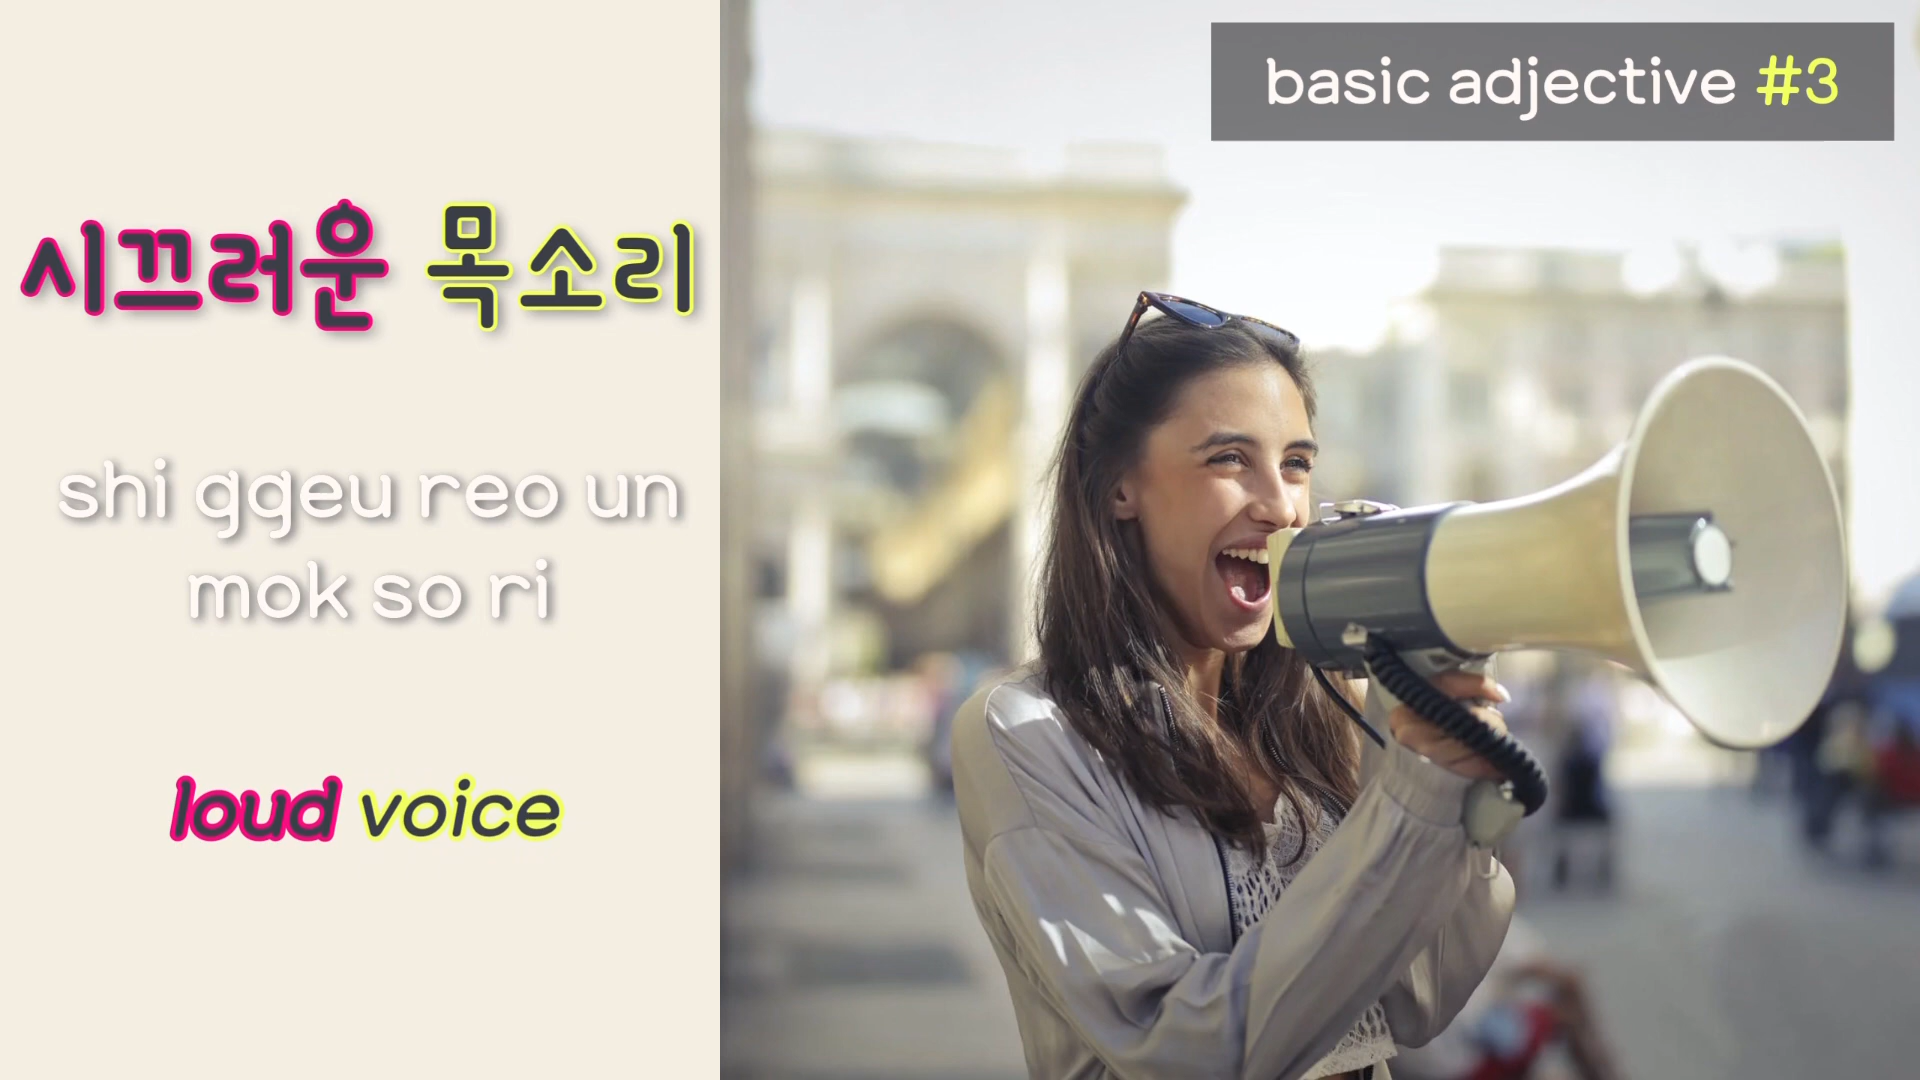 basic adjective #3
시끄러운 목소리
shi ggeu reo un
mok so ri
loud voice